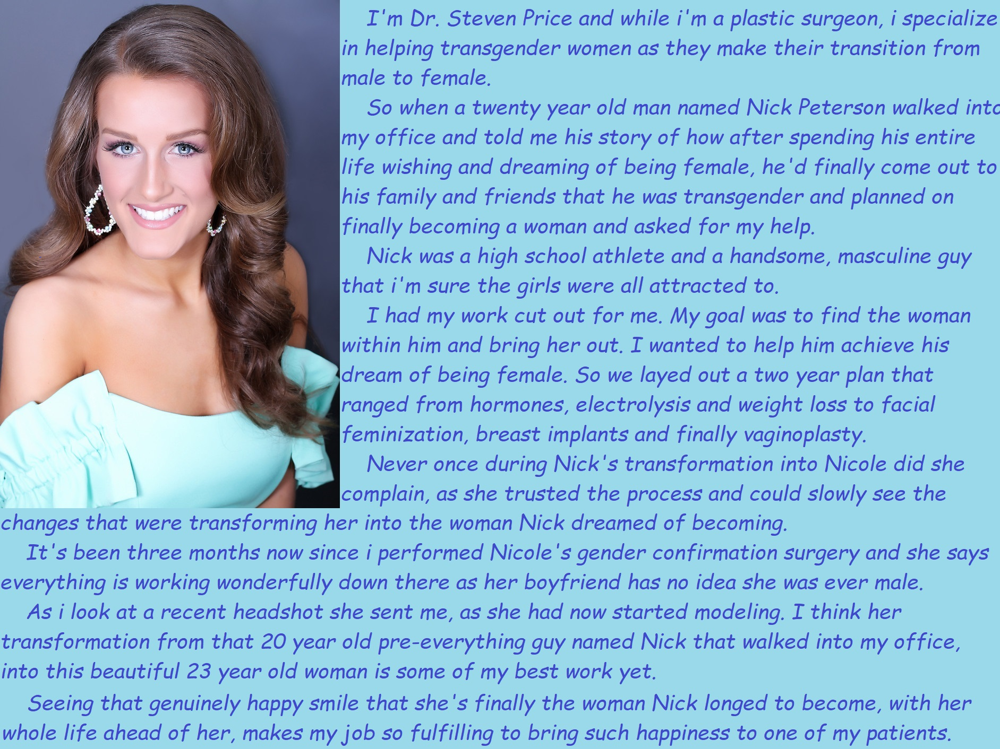 I'm Dr. Steven Price and while i'm a plastic surgeon, i specialize
in helping transgender women as they make their transition from
male to female.
So when a twenty year old man named Nick Peterson walked into
my office and told me his story of how after spending his entire
life wishing and dreaming of being female, he'd finally come out to
his family and friends that he was transgender and planned on
finally becoming a woman and asked for my help.
Nick was a high school athlete and a handsome, masculine guy
that i'm sure the girls were all attracted to.
I had my work cut out for me. My goal was to find the woman
within him and bring her out. I wanted to help him achieve his
dream of being female. So we layed out a two year plan that
ranged from hormones, electrolysis and weight loss to facial
feminization, breast implants and finally vaginoplasty.
Never once during Nick's transformation into Nicole did she
complain, as she trusted the process and could slowly see the
changes that were transforming her into the woman Nick dreamed of becoming.
It's been three months now since i performed Nicole's gender confirmation surgery and she says
everything is working wonderfully down there as her boyfriend has no idea she was ever male.
As i look at a recent headshot she sent me, as she had now started modeling. I think her
transformation from that 20 year old pre-everything guy named Nick that walked into my office,
into this beautiful 23 year old woman is some of my best work yet.
Seeing that genuinely happy smile that she's finally the woman Nick longed to become, with her
whole life ahead of her, makes my job so fulfilling to bring such happiness to one of my patients.